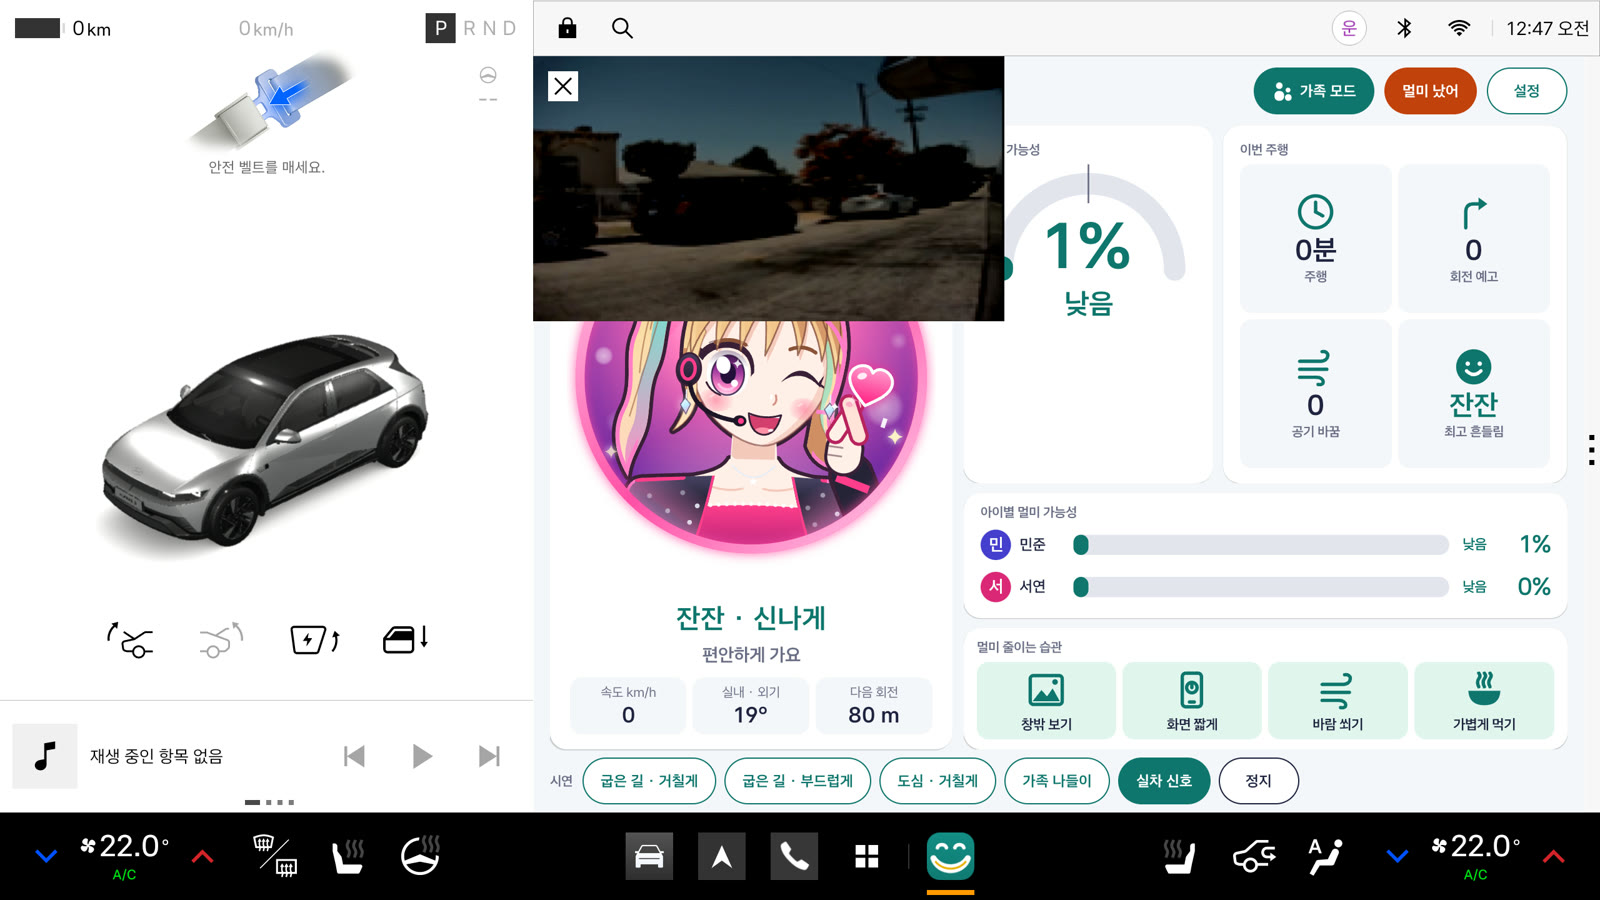 0km
0km/h
P R N D
운
12:47 오전
안전 벨트를 매세요.
가족 모드
멀미 났어
설정
가능성
1%
낮음
이번 주행
0분
주행
0
회전 예고
0
공기 바꿈
잔잔
최고 흔들림
아이별 멀미 가능성
민 민준 낮음 1%
서 서연 낮음 0%
잔잔 · 신나게
편안하게 가요
속도 km/h
0
실내 · 외기
19°
다음 회전
80 m
멀미 줄이는 습관
창밖 보기
화면 짧게
바람 쐬기
가볍게 먹기
재생 중인 항목 없음
시연
굽은 길 · 거칠게
굽은 길 · 부드럽게
도심 · 거칠게
가족 나들이
실차 신호
정지
22.0°
A/C
A
22.0°
A/C